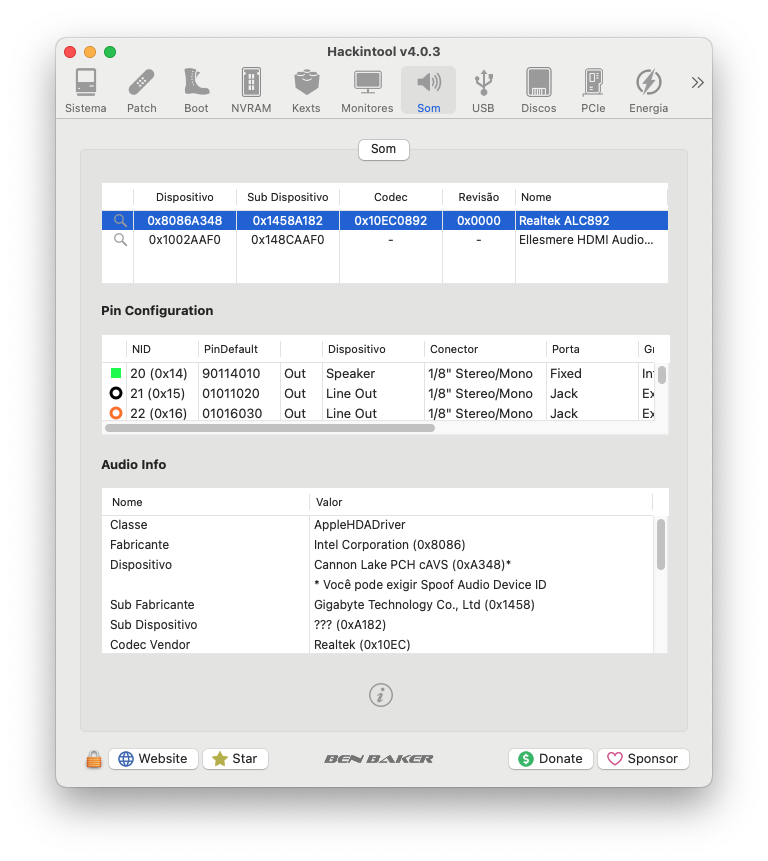 Hackintool v4.0.3
Sistema Patch Boot NVRAM Kexts Monitores Som USB Discos PCIe Energia
Som
Dispositivo Sub Dispositivo Codec Revisão Nome
0x8086A348 0x1458A182 0x10EC0892 0x0000 Realtek ALC892
0x1002AAF0 0x148CAAF0 - - Ellesmere HDMI Audio...
Pin Configuration
NID PinDefault Dispositivo Conector Porta
20 (0x14) 90114010 Out Speaker 1/8" Stereo/Mono Fixed
21 (0x15) 01011020 Out Line Out 1/8" Stereo/Mono Jack
22 (0x16) 01016030 Out Line Out 1/8" Stereo/Mono Jack
Audio Info
Nome Valor
Classe AppleHDADriver
Fabricante Intel Corporation (0x8086)
Dispositivo Cannon Lake PCH cAVS (0xA348)*
* Você pode exigir Spoof Audio Device ID
Sub Fabricante Gigabyte Technology Co., Ltd (0x1458)
Sub Dispositivo ??? (0xA182)
Codec Vendor Realtek (0x10EC)
Website Star BEN BAKER Donate Sponsor